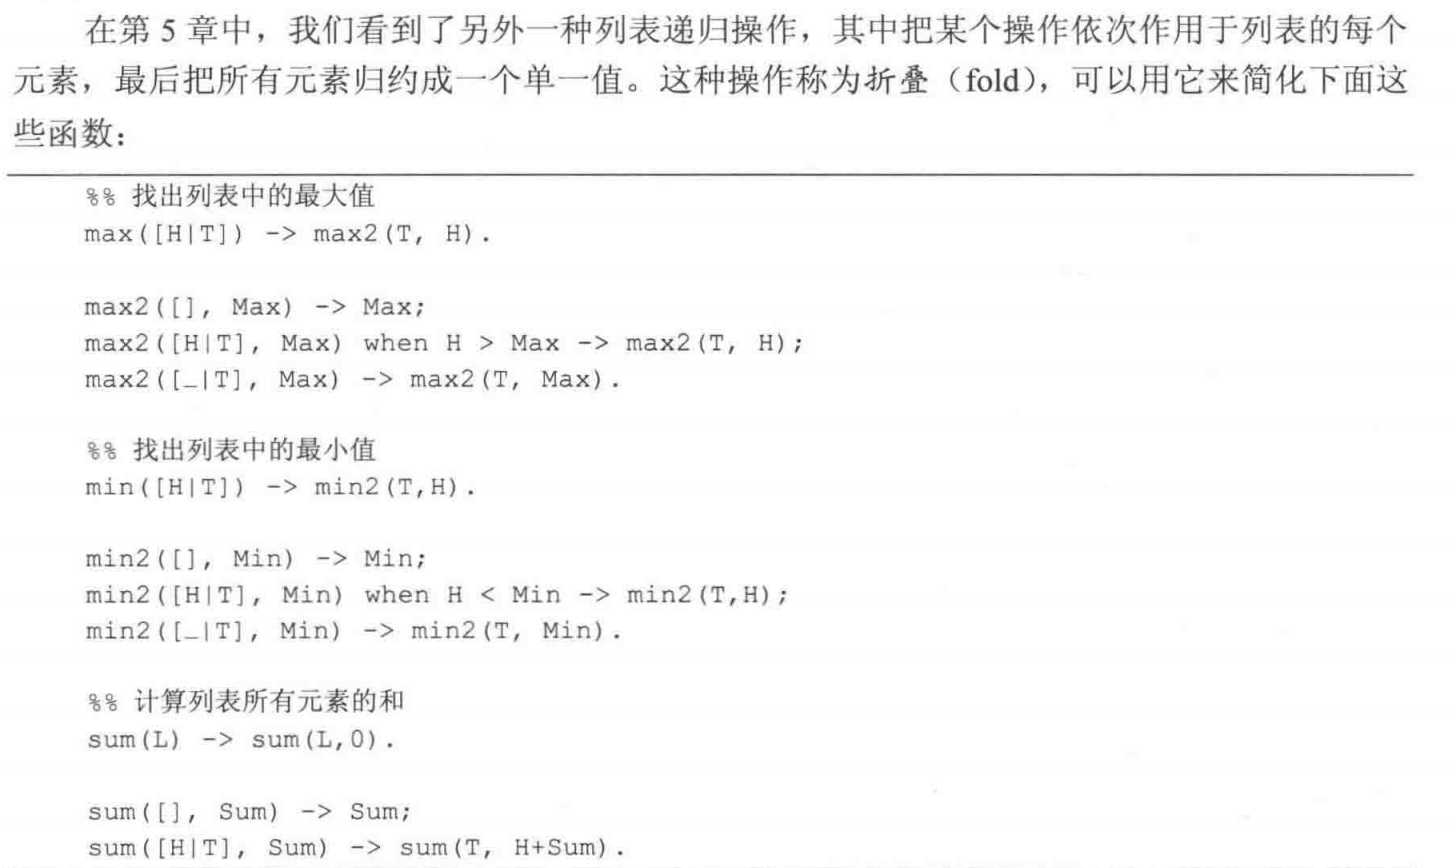 在第 5 章中，我们看到了另外一种列表递归操作，其中把某个操作依次作用于列表的每个
元素，最后把所有元素归约成一个单一值。这种操作称为折叠（fold），可以用它来简化下面这
些函数：
%% 找出列表中的最大值
max([H|T]) -> max2(T, H).
max2([], Max) -> Max;
max2([H|T], Max) when H > Max -> max2(T, H);
max2([_|T], Max) -> max2(T, Max).
%% 找出列表中的最小值
min([H|T]) -> min2(T,H).
min2([], Min) -> Min;
min2([H|T], Min) when H < Min -> min2(T,H);
min2([_|T], Min) -> min2(T, Min).
%% 计算列表所有元素的和
sum(L) -> sum(L,0).
sum([], Sum) -> Sum;
sum([H|T], Sum) -> sum(T, H+Sum).